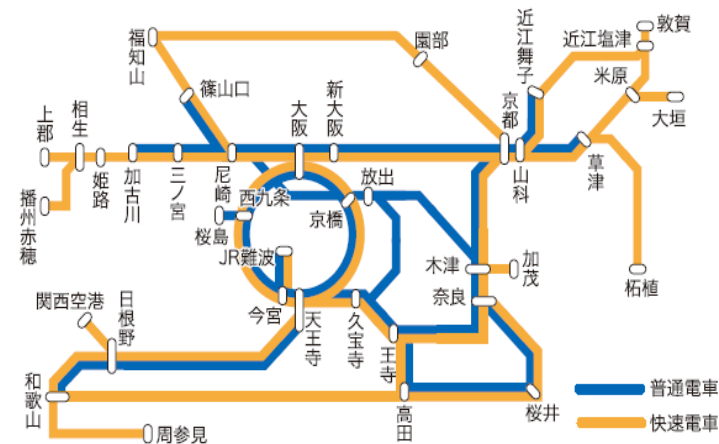 福知山
園部
近江舞子
近江塩津
敦賀
米原
大垣
篠山口
大阪
新大阪
京都
上郡
相生
姫路
加古川
三ノ宮
尼崎
西九条
放出
山科
草津
播州赤穂
桜島
京橋
JR難波
木津
加茂
奈良
柘植
関西空港
日根野
今宮
天王寺
久宝寺
王寺
和歌山
高田
桜井
周参見
普通電車
快速電車